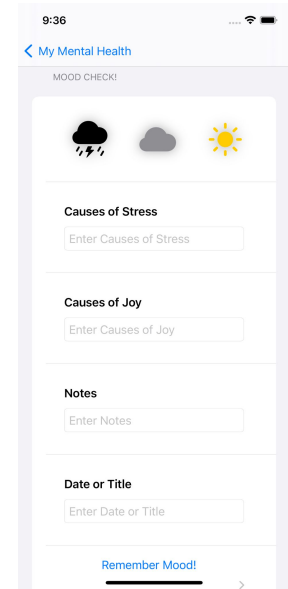 9:36
My Mental Health
MOOD CHECK!
Causes of Stress
Enter Causes of Stress
Causes of Joy
Enter Causes of Joy
Notes
Enter Notes
Date or Title
Enter Date or Title
Remember Mood!